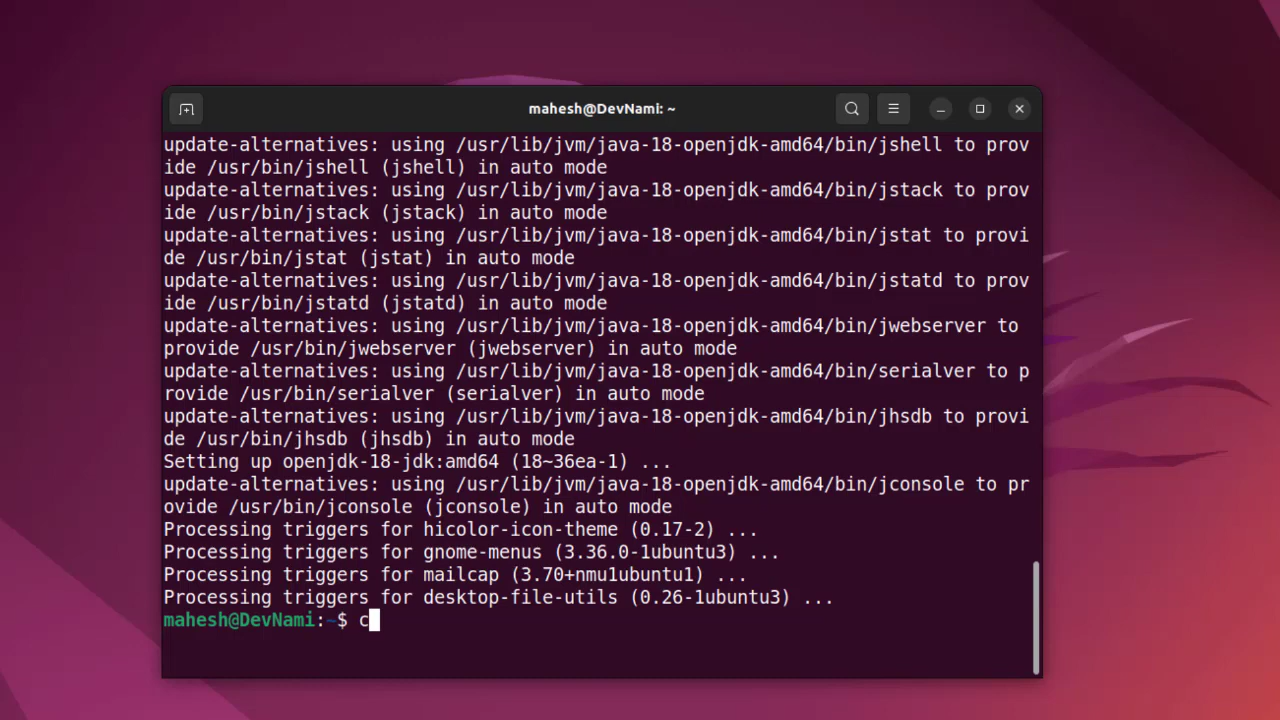 mahesh@DevNami: ~
update-alternatives: using /usr/lib/jvm/java-18-openjdk-amd64/bin/jshell to prov
ide /usr/bin/jshell (jshell) in auto mode
update-alternatives: using /usr/lib/jvm/java-18-openjdk-amd64/bin/jstack to prov
ide /usr/bin/jstack (jstack) in auto mode
update-alternatives: using /usr/lib/jvm/java-18-openjdk-amd64/bin/jstat to provi
de /usr/bin/jstat (jstat) in auto mode
update-alternatives: using /usr/lib/jvm/java-18-openjdk-amd64/bin/jstatd to prov
ide /usr/bin/jstatd (jstatd) in auto mode
update-alternatives: using /usr/lib/jvm/java-18-openjdk-amd64/bin/jwebserver to
provide /usr/bin/jwebserver (jwebserver) in auto mode
update-alternatives: using /usr/lib/jvm/java-18-openjdk-amd64/bin/serialver to p
rovide /usr/bin/serialver (serialver) in auto mode
update-alternatives: using /usr/lib/jvm/java-18-openjdk-amd64/bin/jhsdb to provi
de /usr/bin/jhsdb (jhsdb) in auto mode
Setting up openjdk-18-jdk:amd64 (18~36ea-1) ...
update-alternatives: using /usr/lib/jvm/java-18-openjdk-amd64/bin/jconsole to pr
ovide /usr/bin/jconsole (jconsole) in auto mode
Processing triggers for hicolor-icon-theme (0.17-2) ...
Processing triggers for gnome-menus (3.36.0-1ubuntu3) ...
Processing triggers for mailcap (3.70+nmu1ubuntu1) ...
Processing triggers for desktop-file-utils (0.26-1ubuntu3) ...
mahesh@DevNami:~$ c